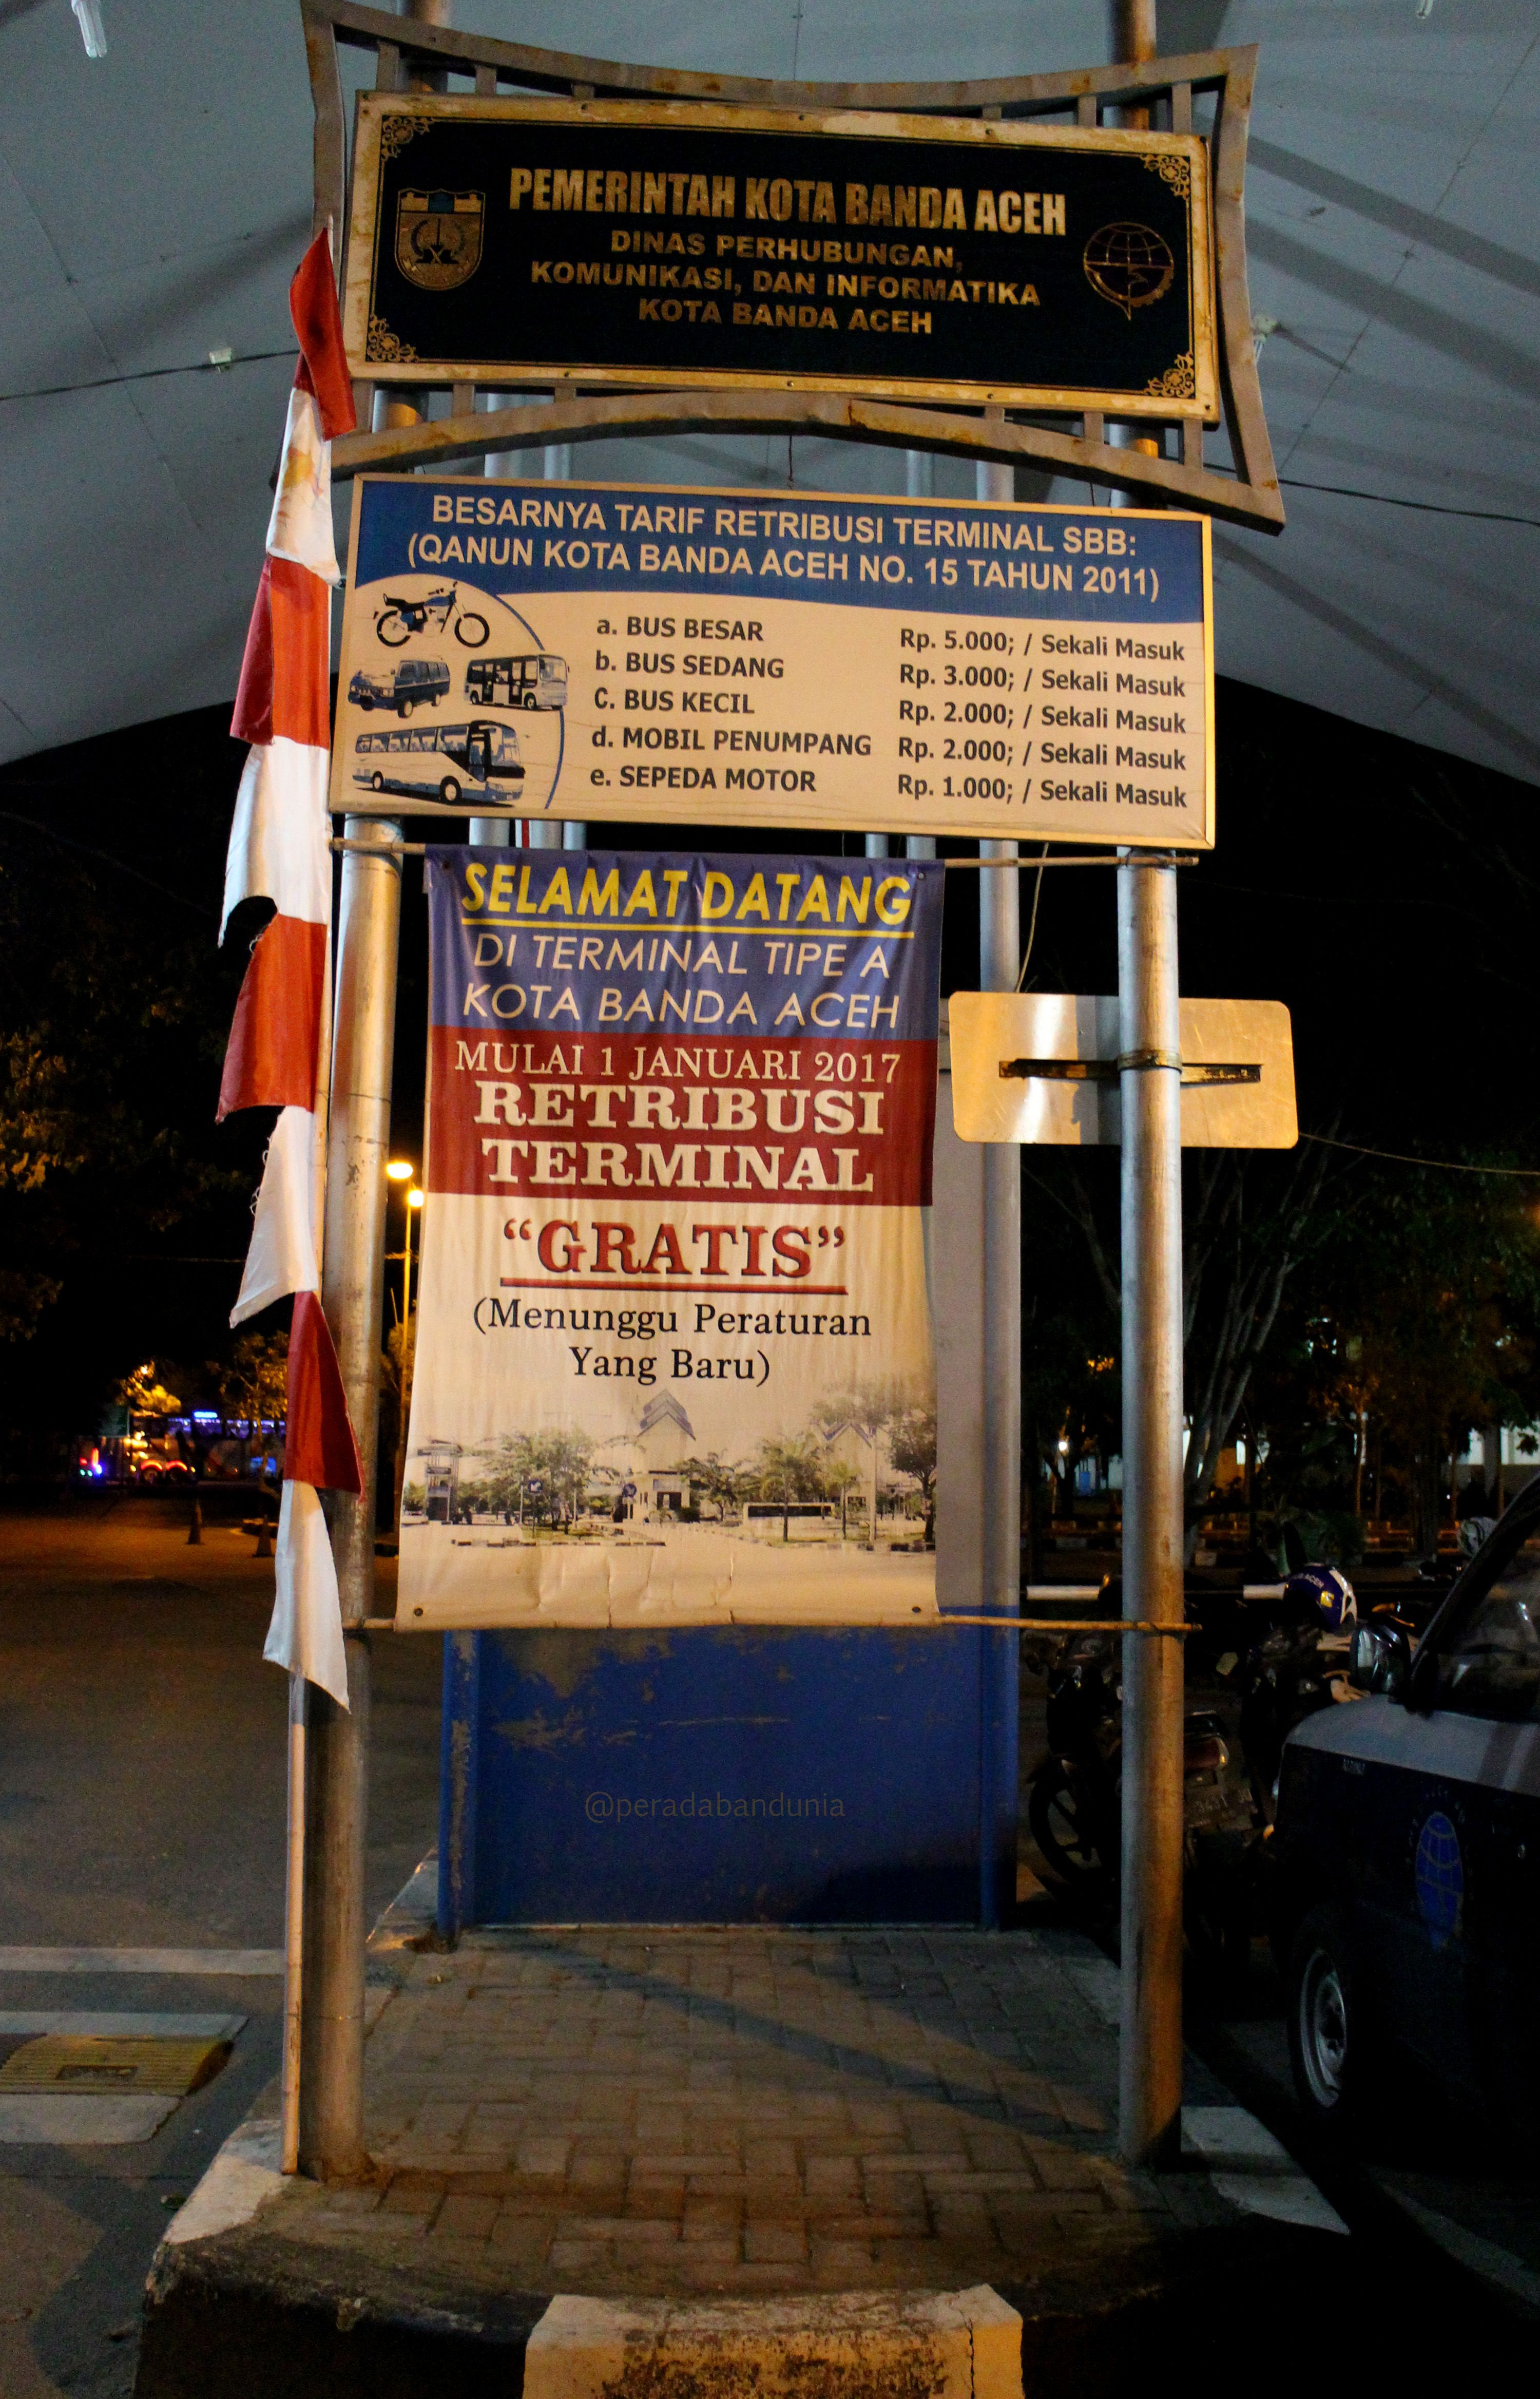 PEMERINTAH KOTA BANDA ACEH
DINAS PERHUBUNGAN,
KOMUNIKASI, DAN INFORMATIKA
KOTA BANDA ACEH
BESARNYA TARIF RETRIBUSI TERMINAL SBB:
(QANUN KOTA BANDA ACEH NO. 15 TAHUN 2011)
a. BUS BESAR Rp. 5.000; / Sekali Masuk
b. BUS SEDANG Rp. 3.000; / Sekali Masuk
C. BUS KECIL Rp. 2.000; / Sekali Masuk
d. MOBIL PENUMPANG Rp. 2.000; / Sekali Masuk
e. SEPEDA MOTOR Rp. 1.000; / Sekali Masuk
SELAMAT DATANG
DI TERMINAL TIPE A
KOTA BANDA ACEH
MULAI 1 JANUARI 2017
RETRIBUSI
TERMINAL
“GRATIS”
(Menunggu Peraturan
Yang Baru)
@peradabandunia